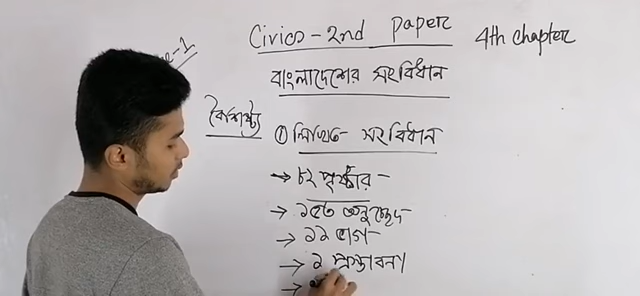 Civics - 2nd Paper 4th chapter
বাংলাদেশের সংবিধান
বৈশিষ্ট্য
① লিখিত সংবিধান
→ ৮২ পৃষ্ঠার -
→ ১৫৩ অনুচ্ছেদ
→ ১১ ভাগ -
→ ১ প্রস্তাবনা
→